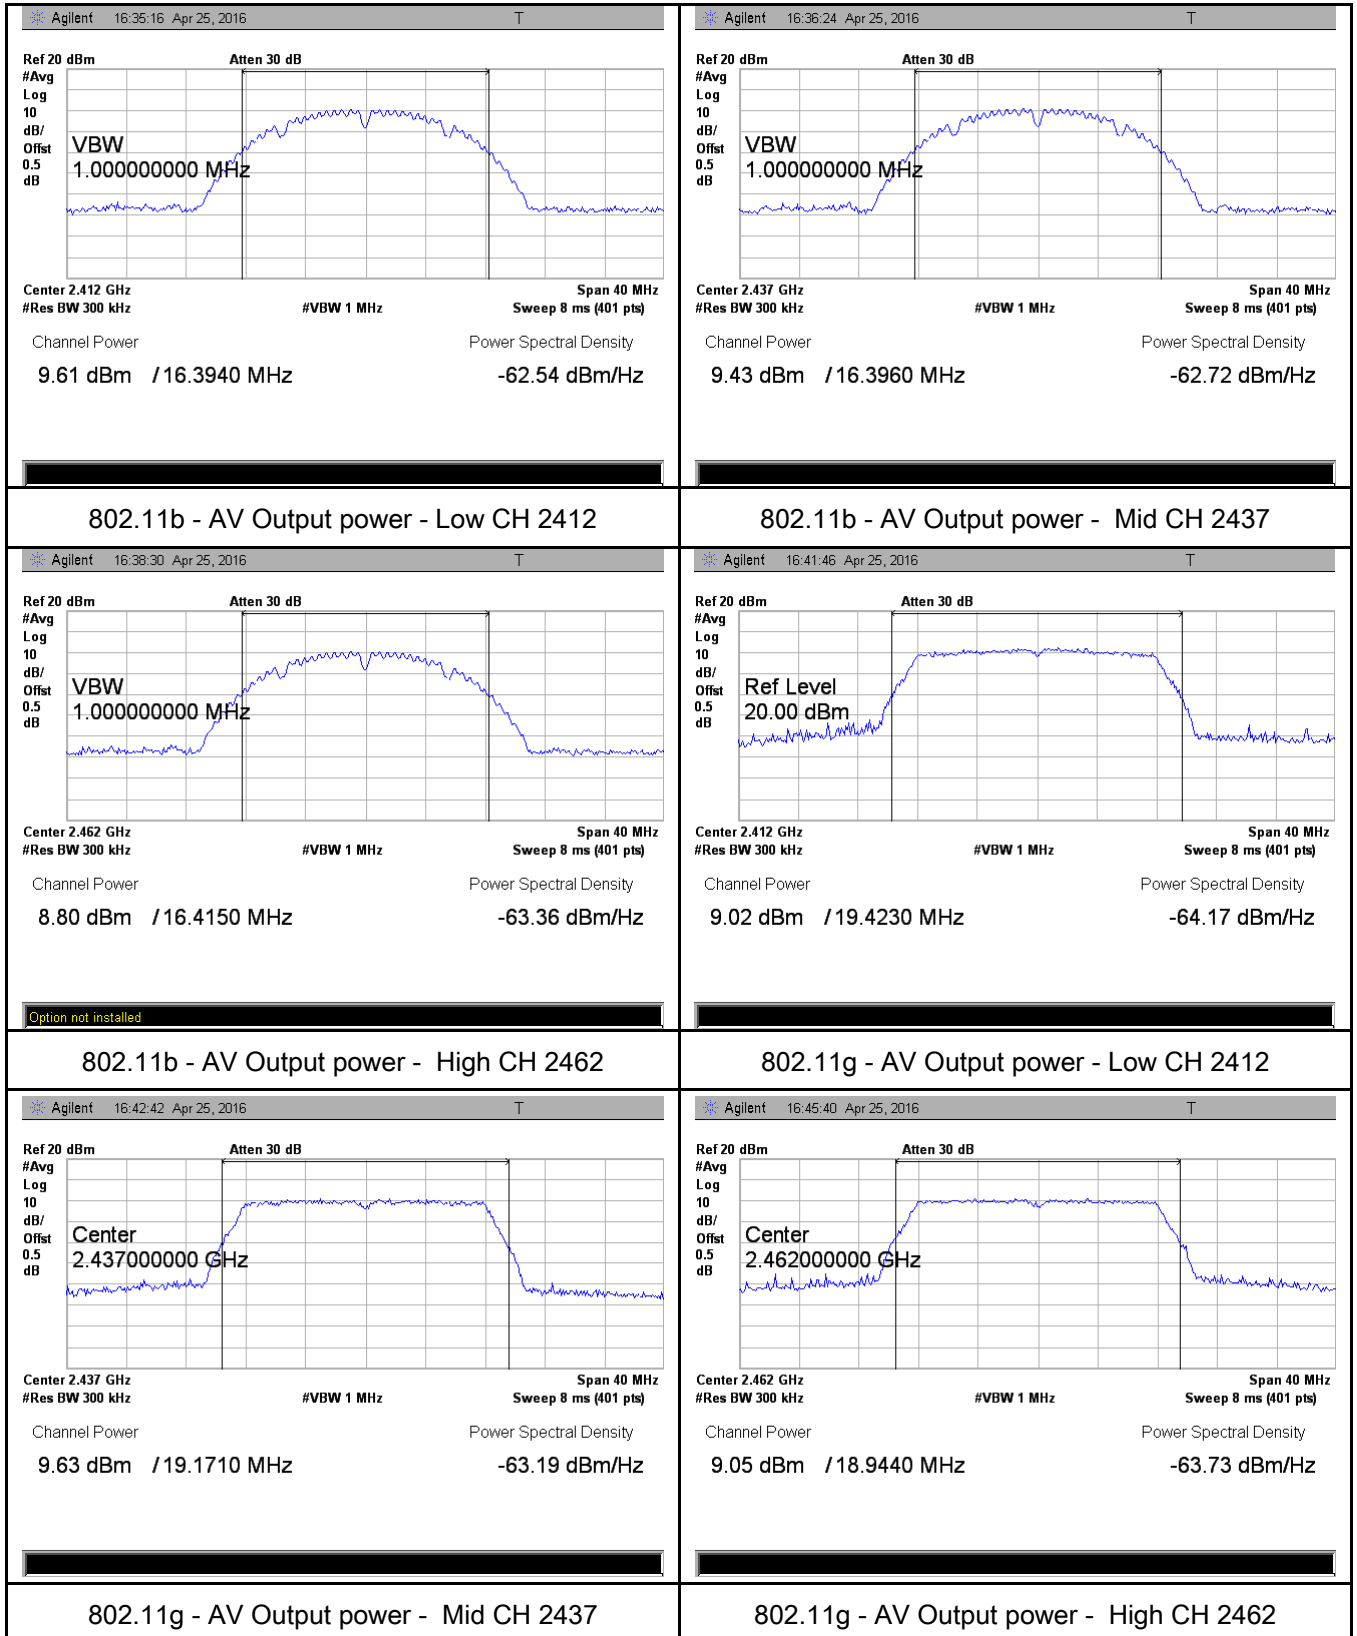 Agilent 16:35:16 Apr 25, 2016 T
Ref 20 dBm Atten 30 dB
#Avg
Log
10
dB/
Offst
0.5
dB
VBW
1.000000000 MHz
Center 2.412 GHz Span 40 MHz
#Res BW 300 kHz #VBW 1 MHz Sweep 8 ms (401 pts)
Channel Power Power Spectral Density
9.61 dBm / 16.3940 MHz -62.54 dBm/Hz
802.11b - AV Output power - Low CH 2412
Agilent 16:36:24 Apr 25, 2016 T
Ref 20 dBm Atten 30 dB
#Avg
Log
10
dB/
Offst
0.5
dB
VBW
1.000000000 MHz
Center 2.437 GHz Span 40 MHz
#Res BW 300 kHz #VBW 1 MHz Sweep 8 ms (401 pts)
Channel Power Power Spectral Density
9.43 dBm / 16.3960 MHz -62.72 dBm/Hz
802.11b - AV Output power - Mid CH 2437
Agilent 16:38:30 Apr 25, 2016 T
Ref 20 dBm Atten 30 dB
#Avg
Log
10
dB/
Offst
0.5
dB
VBW
1.000000000 MHz
Center 2.462 GHz Span 40 MHz
#Res BW 300 kHz #VBW 1 MHz Sweep 8 ms (401 pts)
Channel Power Power Spectral Density
8.80 dBm / 16.4150 MHz -63.36 dBm/Hz
Option not installed
802.11b - AV Output power - High CH 2462
Agilent 16:41:46 Apr 25, 2016 T
Ref 20 dBm Atten 30 dB
#Avg
Log
10
dB/
Offst
0.5
dB
Ref Level
20.00 dBm
Center 2.412 GHz Span 40 MHz
#Res BW 300 kHz #VBW 1 MHz Sweep 8 ms (401 pts)
Channel Power Power Spectral Density
9.02 dBm / 19.4230 MHz -64.17 dBm/Hz
802.11g - AV Output power - Low CH 2412
Agilent 16:42:42 Apr 25, 2016 T
Ref 20 dBm Atten 30 dB
#Avg
Log
10
dB/
Offst
0.5
dB
Center
2.437000000 GHz
Center 2.437 GHz Span 40 MHz
#Res BW 300 kHz #VBW 1 MHz Sweep 8 ms (401 pts)
Channel Power Power Spectral Density
9.63 dBm / 19.1710 MHz -63.19 dBm/Hz
802.11g - AV Output power - Mid CH 2437
Agilent 16:45:40 Apr 25, 2016 T
Ref 20 dBm Atten 30 dB
#Avg
Log
10
dB/
Offst
0.5
dB
Center
2.462000000 GHz
Center 2.462 GHz Span 40 MHz
#Res BW 300 kHz #VBW 1 MHz Sweep 8 ms (401 pts)
Channel Power Power Spectral Density
9.05 dBm / 18.9440 MHz -63.73 dBm/Hz
802.11g - AV Output power - High CH 2462